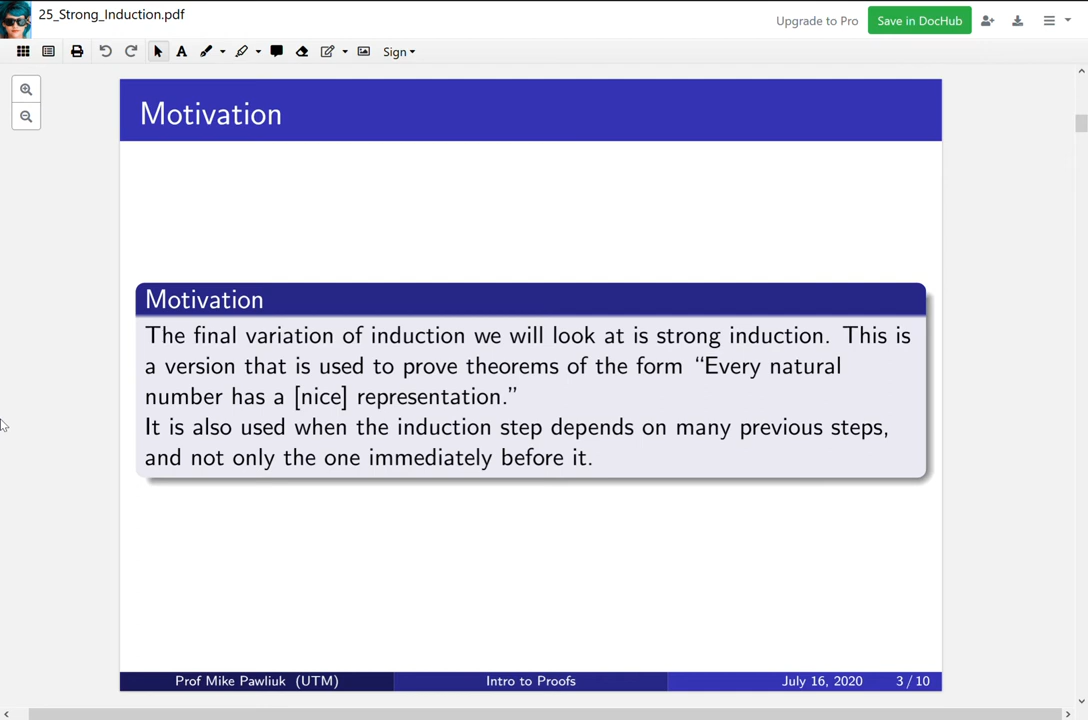 25_Strong_Induction.pdf
Upgrade to Pro
Save in DocHub
Sign
Motivation
Motivation
The final variation of induction we will look at is strong induction. This is
a version that is used to prove theorems of the form “Every natural
number has a [nice] representation.”
It is also used when the induction step depends on many previous steps,
and not only the one immediately before it.
Prof Mike Pawliuk (UTM) Intro to Proofs July 16, 2020 3 / 10